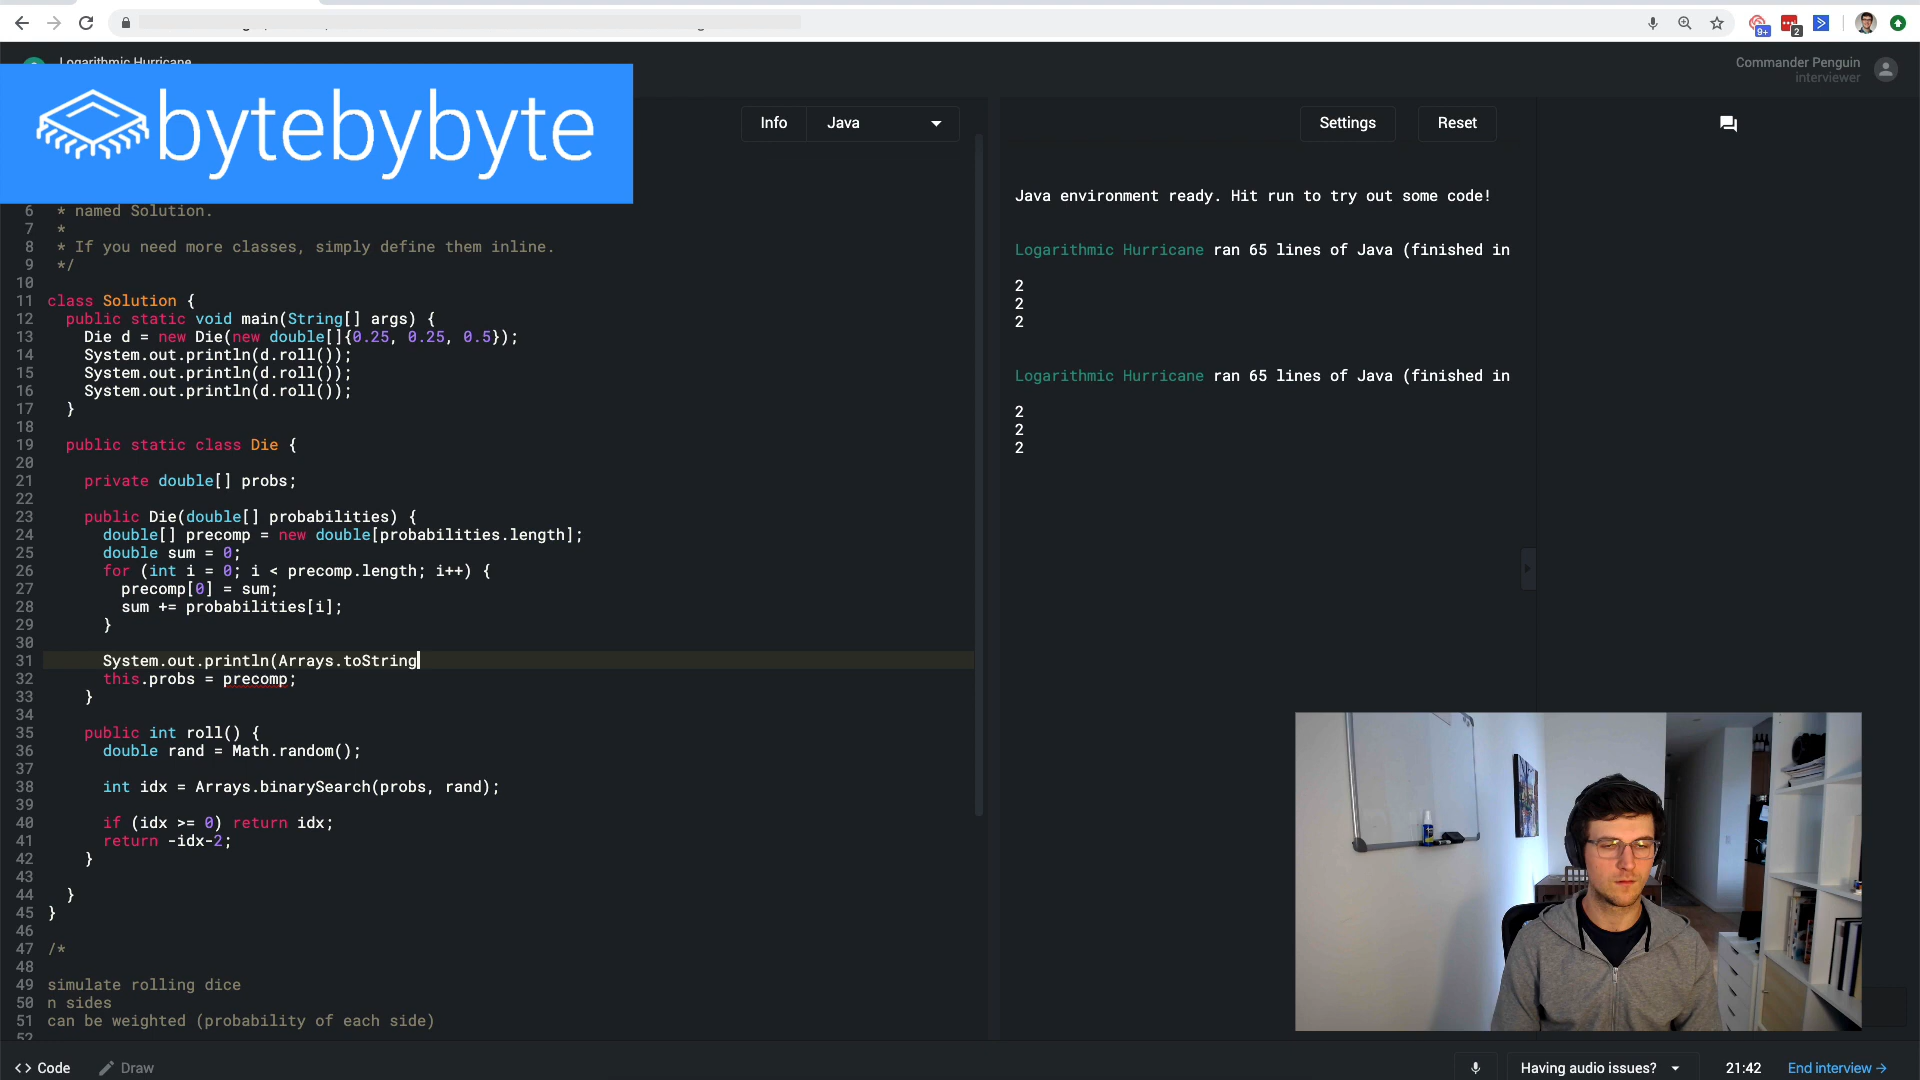 9+
2
Logarithmic Hurricane
Commander Penguin
interviewer
bytebybyte
Info
Java
Settings
Reset
6 * named Solution.
7 *
8 * If you need more classes, simply define them inline.
9 */
10
11 class Solution {
12 public static void main(String[] args) {
13 Die d = new Die(new double[]{0.25, 0.25, 0.5});
14 System.out.println(d.roll());
15 System.out.println(d.roll());
16 System.out.println(d.roll());
17 }
18
19 public static class Die {
20
21 private double[] probs;
22
23 public Die(double[] probabilities) {
24 double[] precomp = new double[probabilities.length];
25 double sum = 0;
26 for (int i = 0; i < precomp.length; i++) {
27 precomp[0] = sum;
28 sum += probabilities[i];
29 }
30
31 System.out.println(Arrays.toString
32 this.probs = precomp;
33 }
34
35 public int roll() {
36 double rand = Math.random();
37
38 int idx = Arrays.binarySearch(probs, rand);
39
40 if (idx >= 0) return idx;
41 return -idx-2;
42 }
43
44 }
45 }
46
47 /*
48
49 simulate rolling dice
50 n sides
51 can be weighted (probability of each side)
52
Java environment ready. Hit run to try out some code!
Logarithmic Hurricane ran 65 lines of Java (finished in
2
2
2
Logarithmic Hurricane ran 65 lines of Java (finished in
2
2
2
<> Code
Draw
Having audio issues?
21:42
End interview →